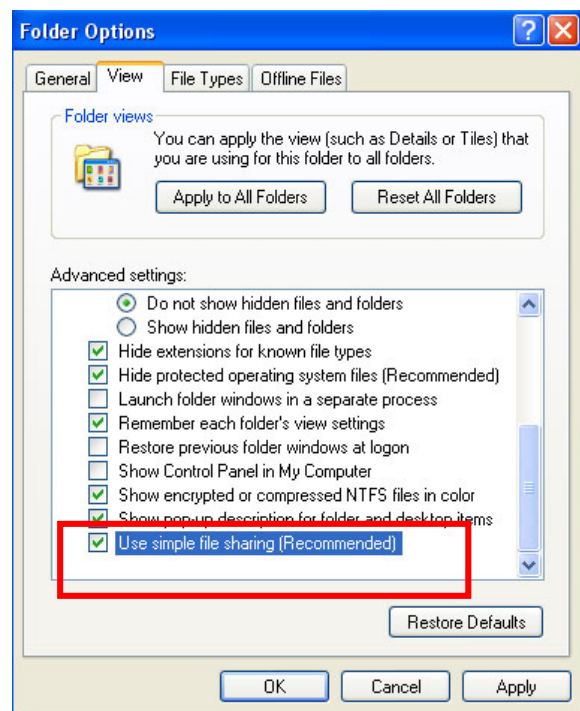 Folder Options
General View File Types Offline Files
Folder views
You can apply the view (such as Details or Tiles) that
you are using for this folder to all folders.
Apply to All Folders Reset All Folders
Advanced settings:
Do not show hidden files and folders
Show hidden files and folders
Hide extensions for known file types
Hide protected operating system files (Recommended)
Launch folder windows in a separate process
Remember each folder's view settings
Restore previous folder windows at logon
Show Control Panel in My Computer
Show encrypted or compressed NTFS files in color
Show pop-up description for folder and desktop items
Use simple file sharing (Recommended)
Restore Defaults
OK Cancel Apply